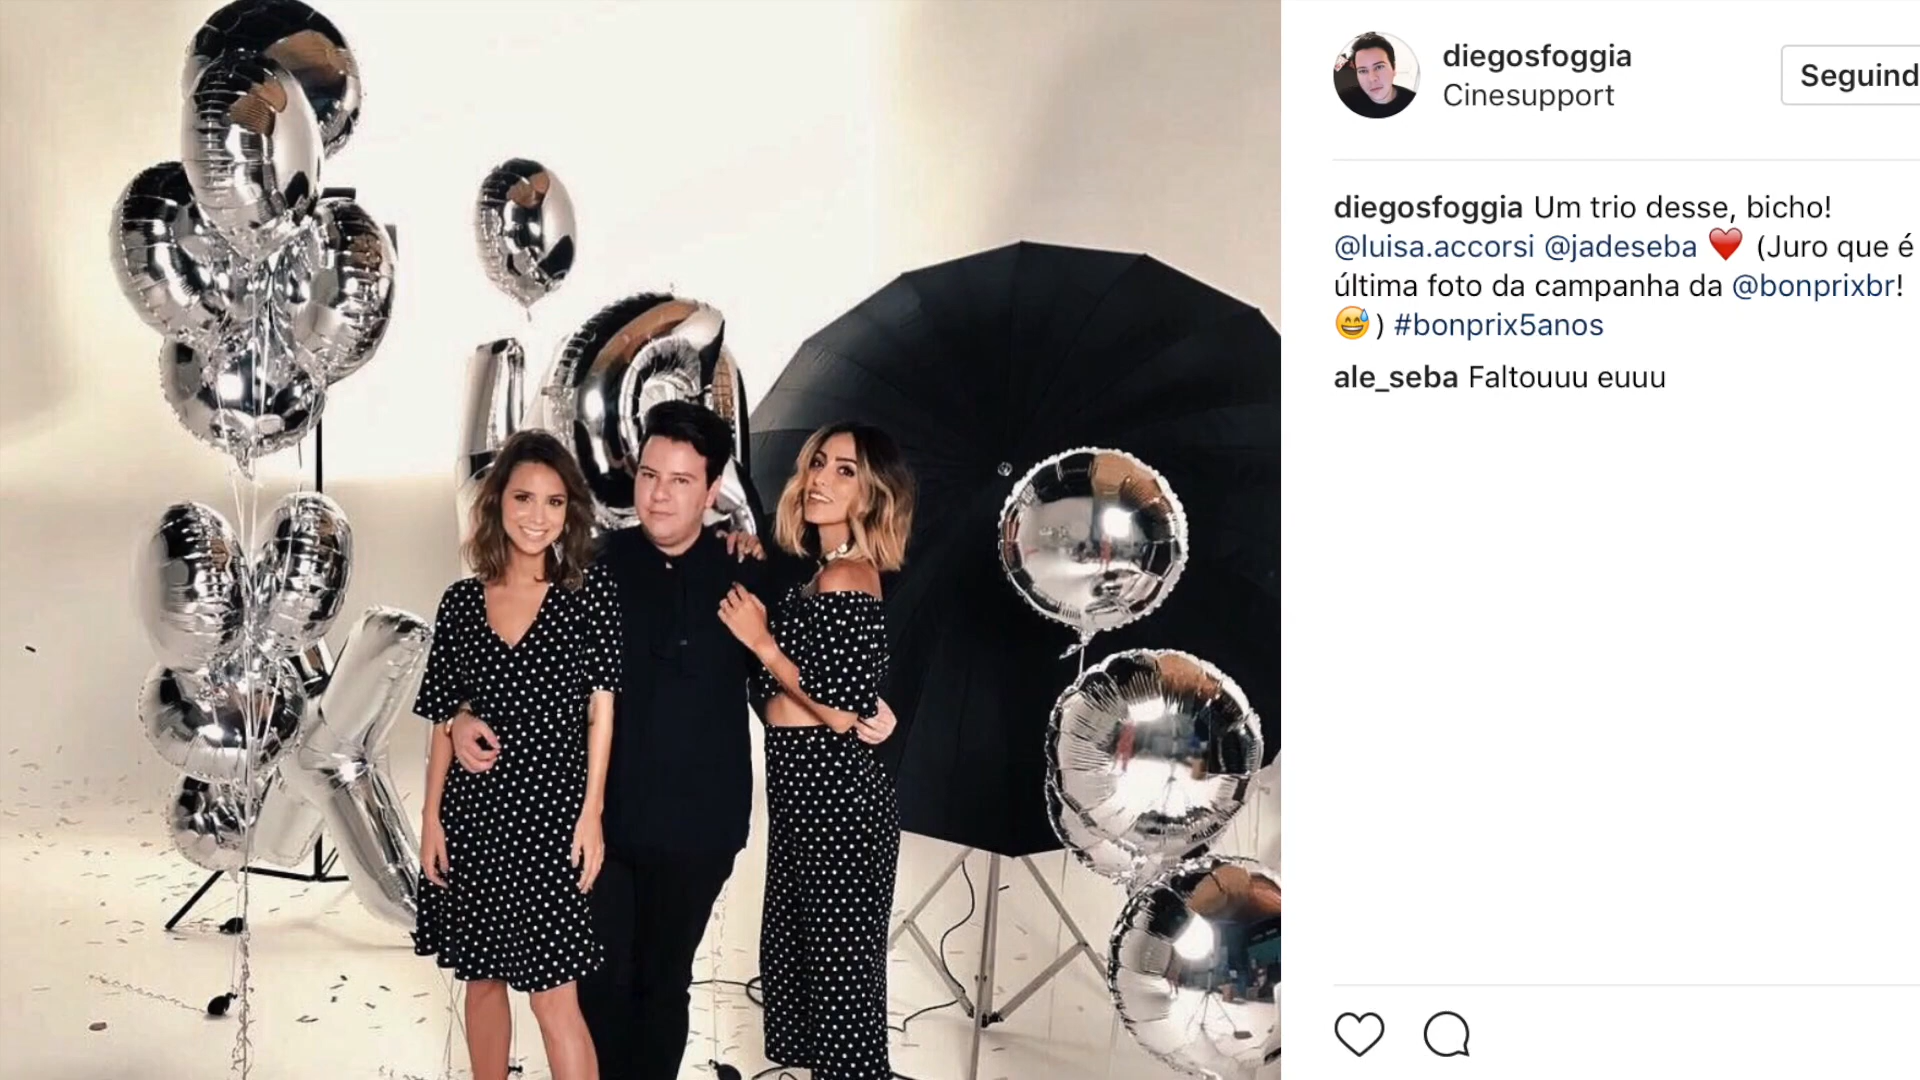 diegosfoggia
Cinesupport
Seguind
diegosfoggia Um trio desse, bicho!
@luisa.accorsi @jadeseba ❤️ (Juro que é
última foto da campanha da @bonprixbr!
😅) #bonprix5anos
ale_seba Faltouuu euuu